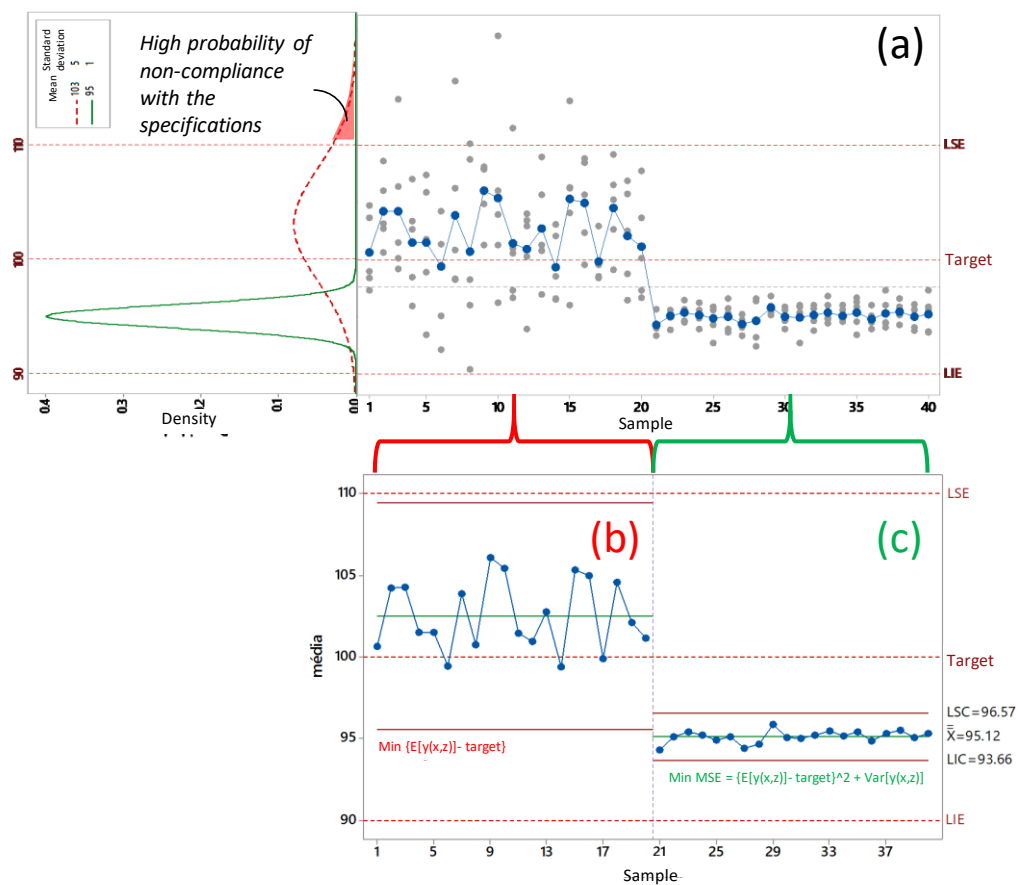 Mean Standard
deviation
103 5
95 1
High probability of
non-compliance
with the
specifications
(a)
110
100
90
LSE
Target
LIE
0.4
0.3
0.1
0.0
Density
1
5
10
15
20
25
30
35
40
Sample
110
105
100
95
90
média
(b)
(c)
LSE
Target
LSC=96.57
X=95.12
LIC=93.66
LIE
Min {E[y(x,z)]- target}
Min MSE = {E[y(x,z)]- target}^2 + Var[y(x,z)]
1
5
9
13
17
21
25
29
33
37
Sample